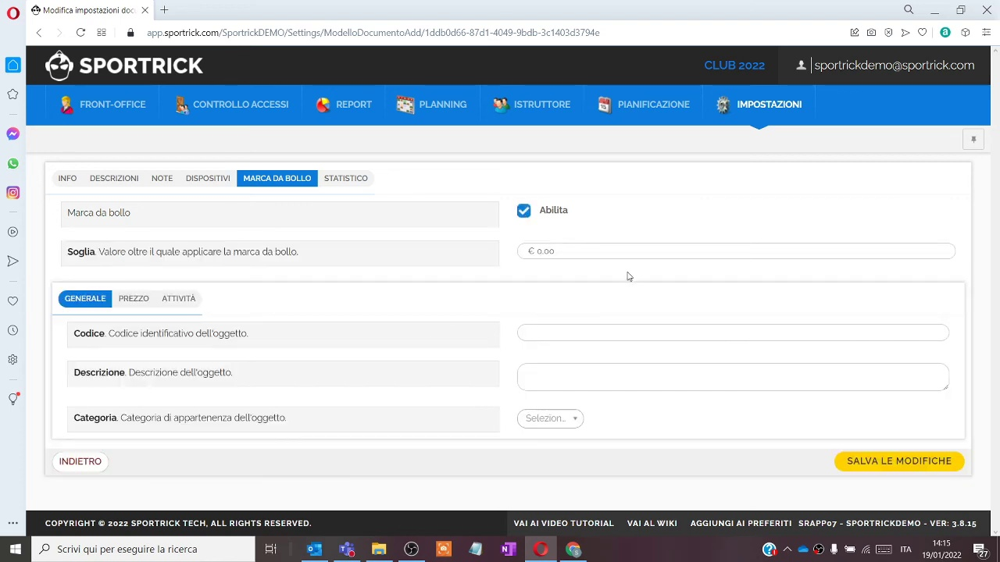 Modifica impostazioni docu
app.sportrick.com/SportrickDEMO/Settings/ModelloDocumentoAdd/1ddb0d66-87d1-4049-9bdb-3c1403d3794e
SPORTRICK
CLUB 2022
sportrickdemo@sportrick.com
FRONT-OFFICE
CONTROLLO ACCESSI
REPORT
PLANNING
ISTRUTTORE
PIANIFICAZIONE
IMPOSTAZIONI
INFO
DESCRIZIONI
NOTE
DISPOSITIVI
MARCA DA BOLLO
STATISTICO
Marca da bollo
Abilita
Soglia. Valore oltre il quale applicare la marca da bollo.
€ 0.00
GENERALE
PREZZO
ATTIVITÀ
Codice. Codice identificativo dell'oggetto.
Descrizione. Descrizione dell'oggetto.
Categoria. Categoria di appartenenza dell'oggetto.
Selezion...
INDIETRO
SALVA LE MODIFICHE
COPYRIGHT © 2022 SPORTRICK TECH, ALL RIGHTS RESERVED.
VAI AI VIDEO TUTORIAL
VAI AL WIKI
AGGIUNGI AI PREFERITI
SRAPP07 - SPORTRICKDEMO - VER: 3.8.15
Scrivi qui per eseguire la ricerca
ITA
14:15
19/01/2022
27